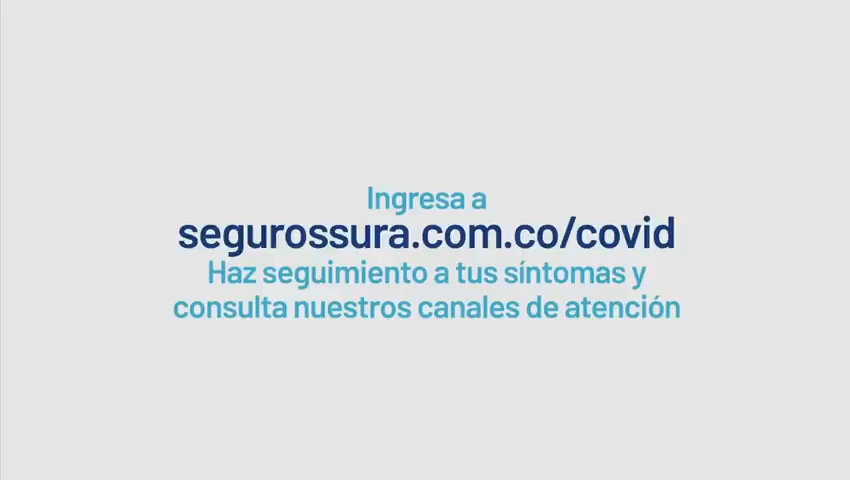 Ingresa a
segurossura.com.co/covid
Haz seguimiento a tus síntomas y
consulta nuestros canales de atención